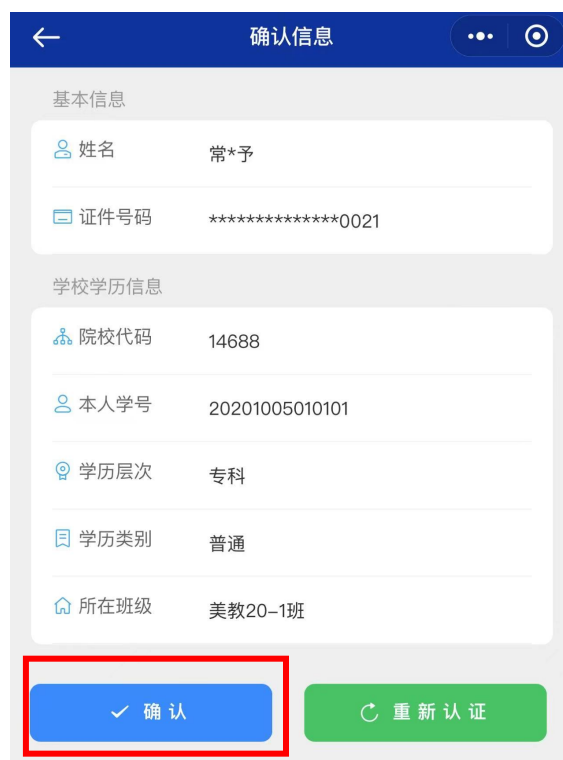 确认信息
基本信息
姓名 常*予
证件号码 **************0021
学校学历信息
院校代码 14688
本人学号 20201005010101
学历层次 专科
学历类别 普通
所在班级 美教20-1班
确认 重新认证